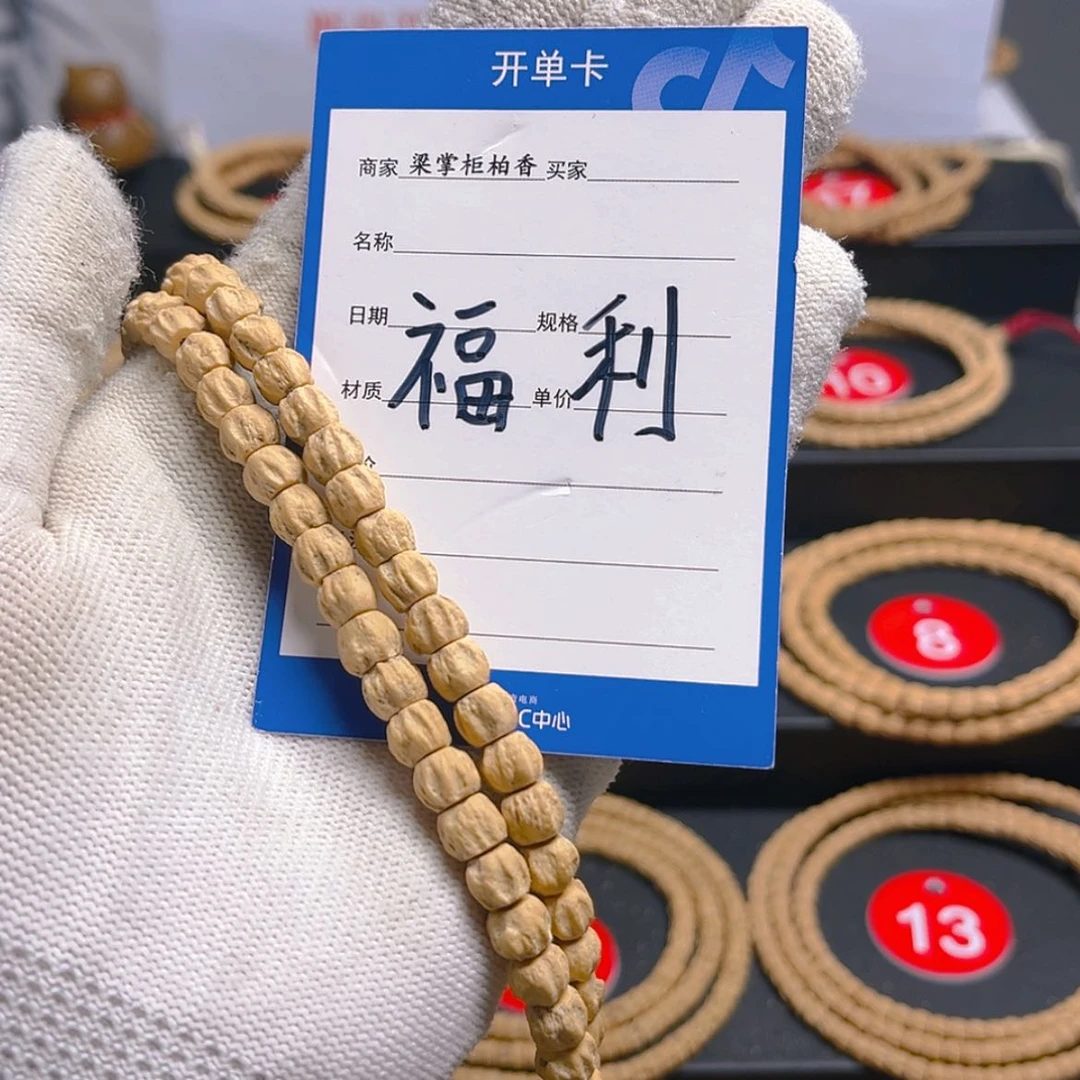 开单卡
商家 梁掌柜柏香 买家
名称
日期 规格
福利
材质 单价
C中心
10
8
13